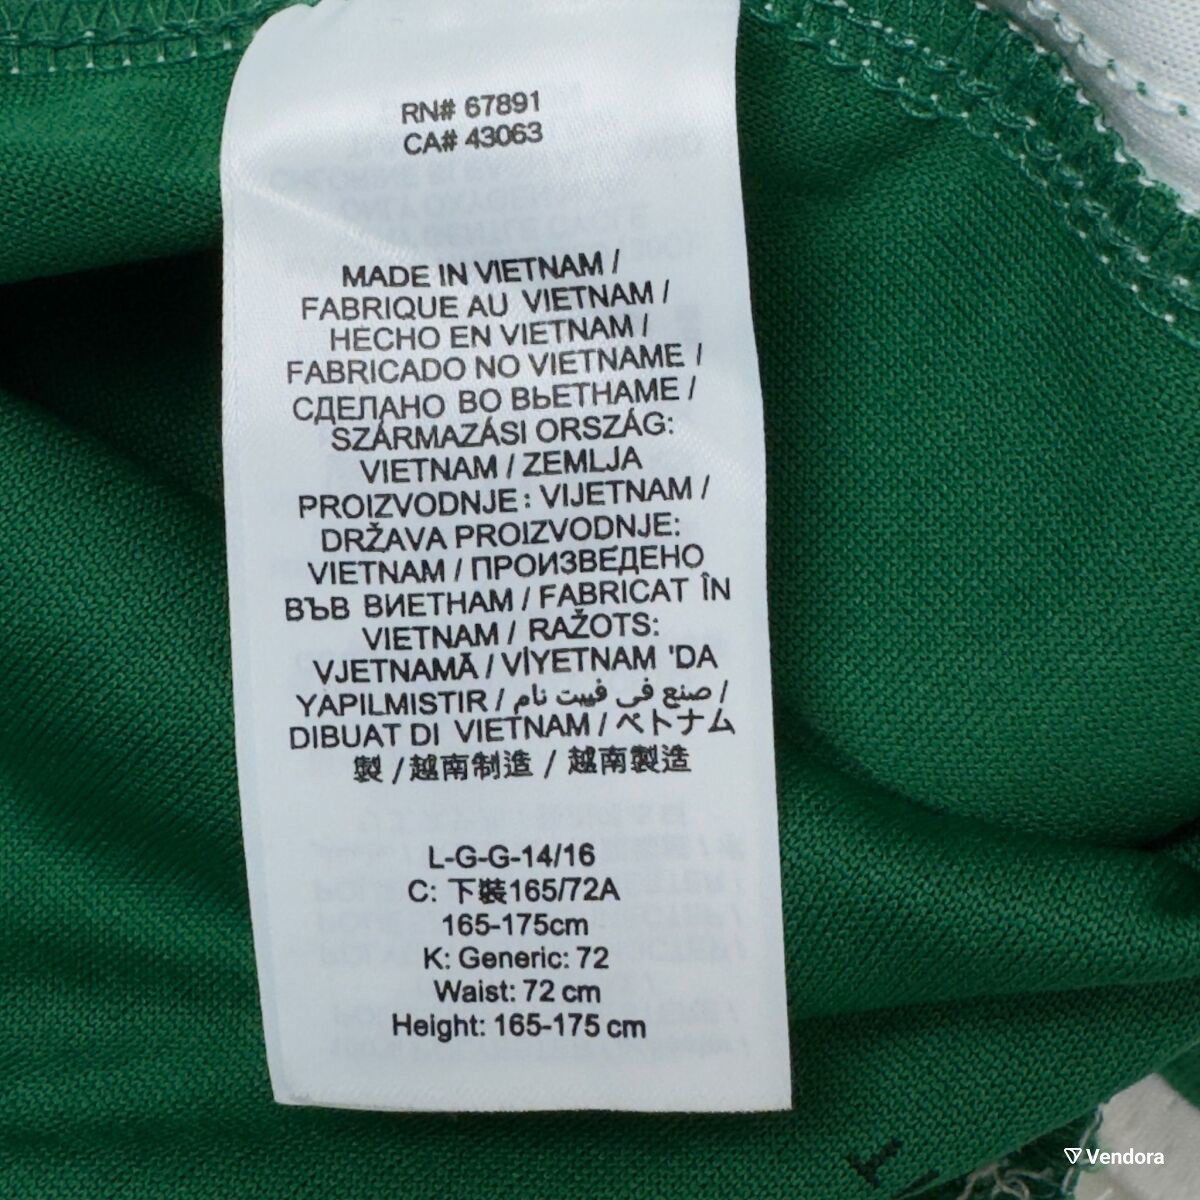 RN# 67891
CA# 43063
MADE IN VIETNAM /
FABRIQUE AU VIETNAM /
HECHO EN VIETNAM /
FABRICADO NO VIETNAME /
СДЕЛАНО ВО ВЬЕТНАМЕ /
SZÁRMAZÁSI ORSZÁG:
VIETNAM / ZEMLJA
PROIZVODNJE: VIJETNAM /
DRŽAVA PROIZVODNJE:
VIETNAM / ПРОИЗВЕДЕНО
ВЪВ ВИЕТНАМ / FABRICAT ÎN
VIETNAM / RAŽOTS:
VJETNAMĀ / VİYETNAM 'DA
YAPILMISTIR / صنع في فييت نام /
DIBUAT DI VIETNAM / ベトナム
製 / 越南制造 / 越南製造
L-G-G-14/16
C: 下裝165/72A
165-175cm
K: Generic: 72
Waist: 72 cm
Height: 165-175 cm
Vendora